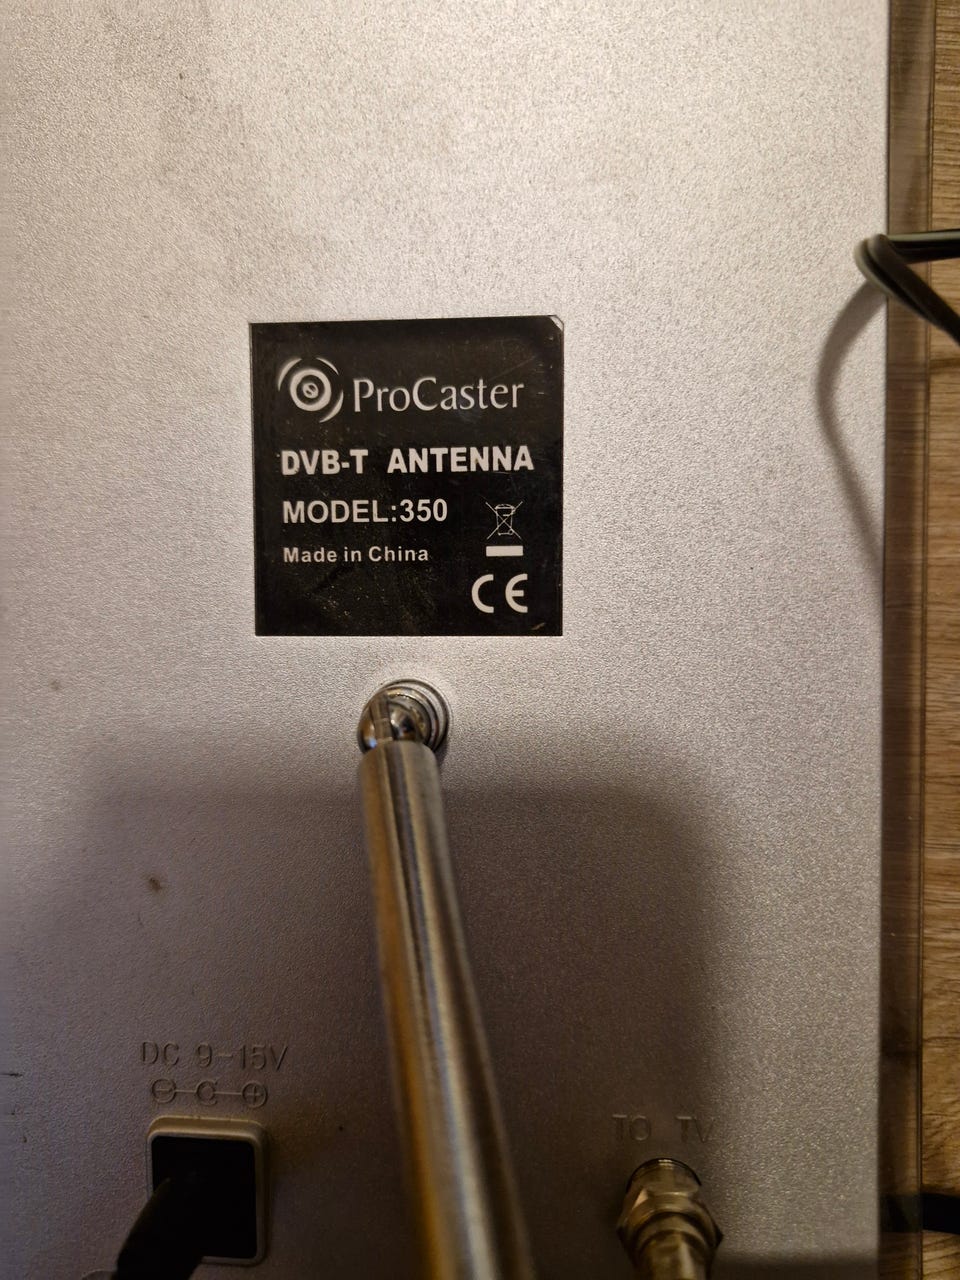 ProCaster
DVB-T ANTENNA
MODEL:350
Made in China
CE
DC 9-15V
TO TV